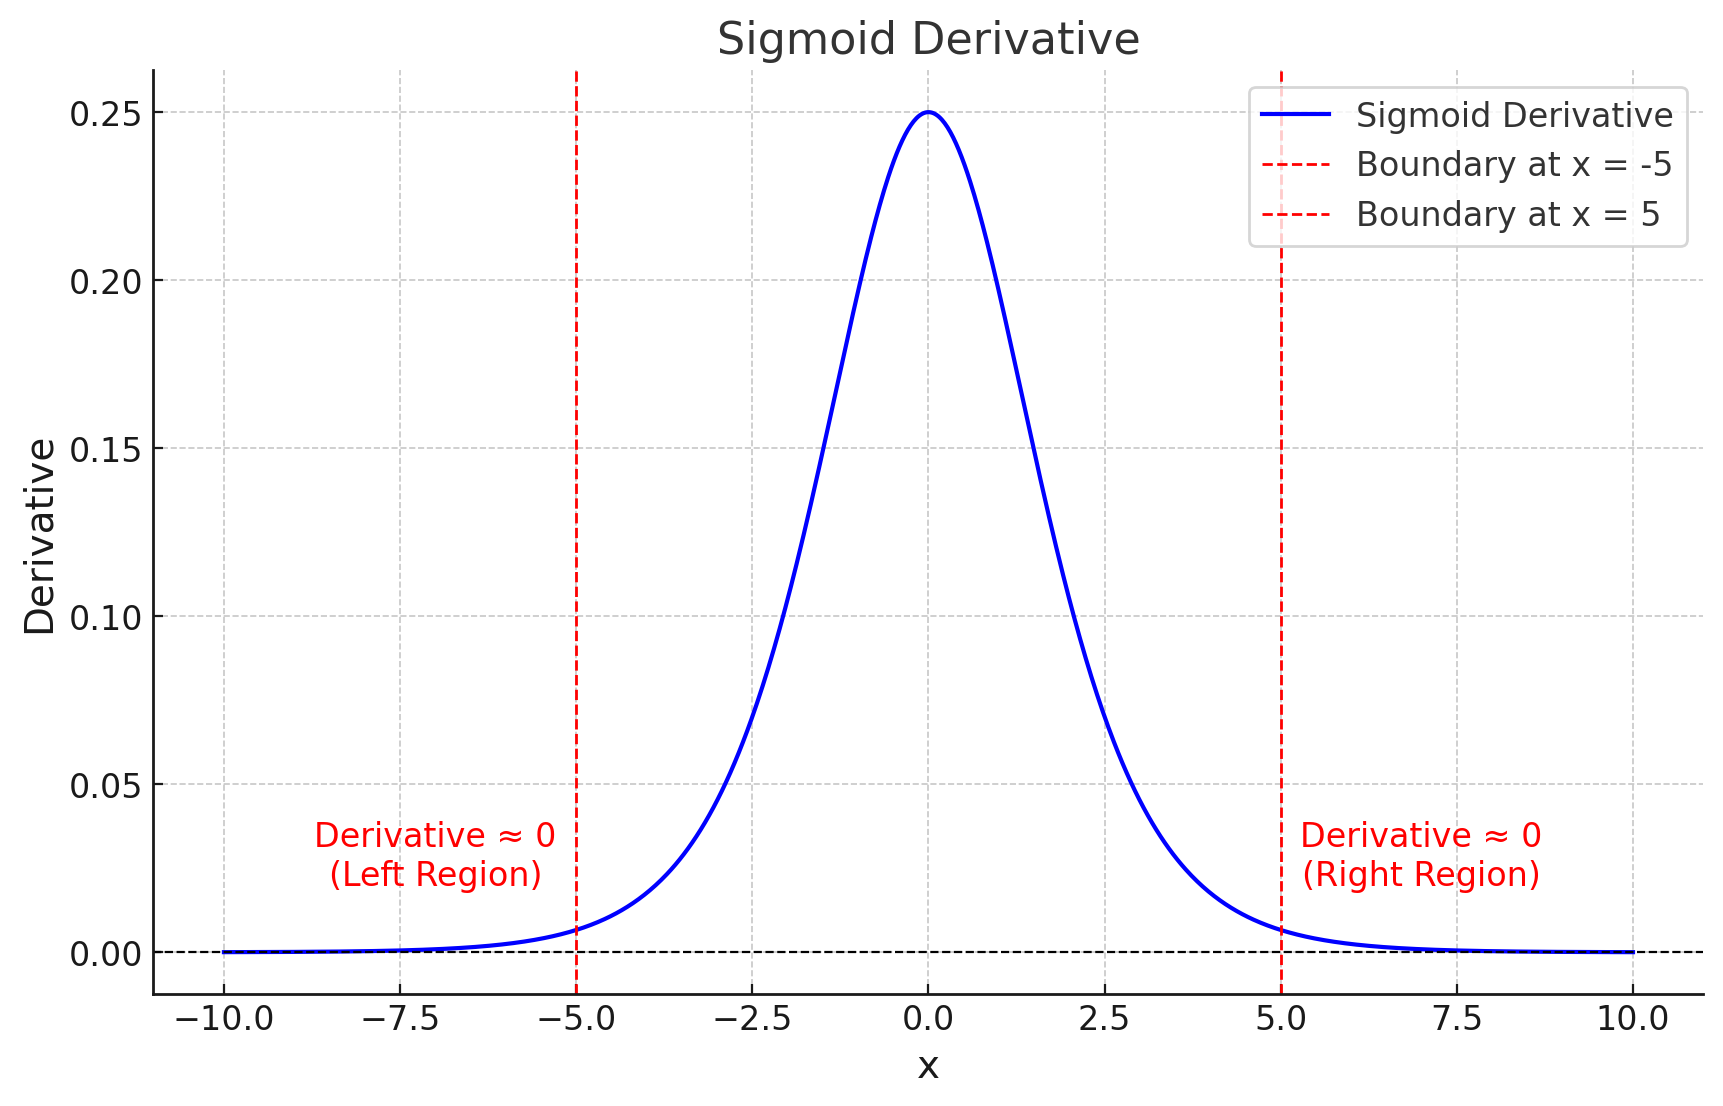 Sigmoid Derivative
Sigmoid Derivative
Boundary at x = -5
Boundary at x = 5
0.25
0.20
0.15
0.10
0.05
0.00
Derivative
Derivative ≈ 0
(Left Region)
Derivative ≈ 0
(Right Region)
−10.0 −7.5 −5.0 −2.5 0.0 2.5 5.0 7.5 10.0
x